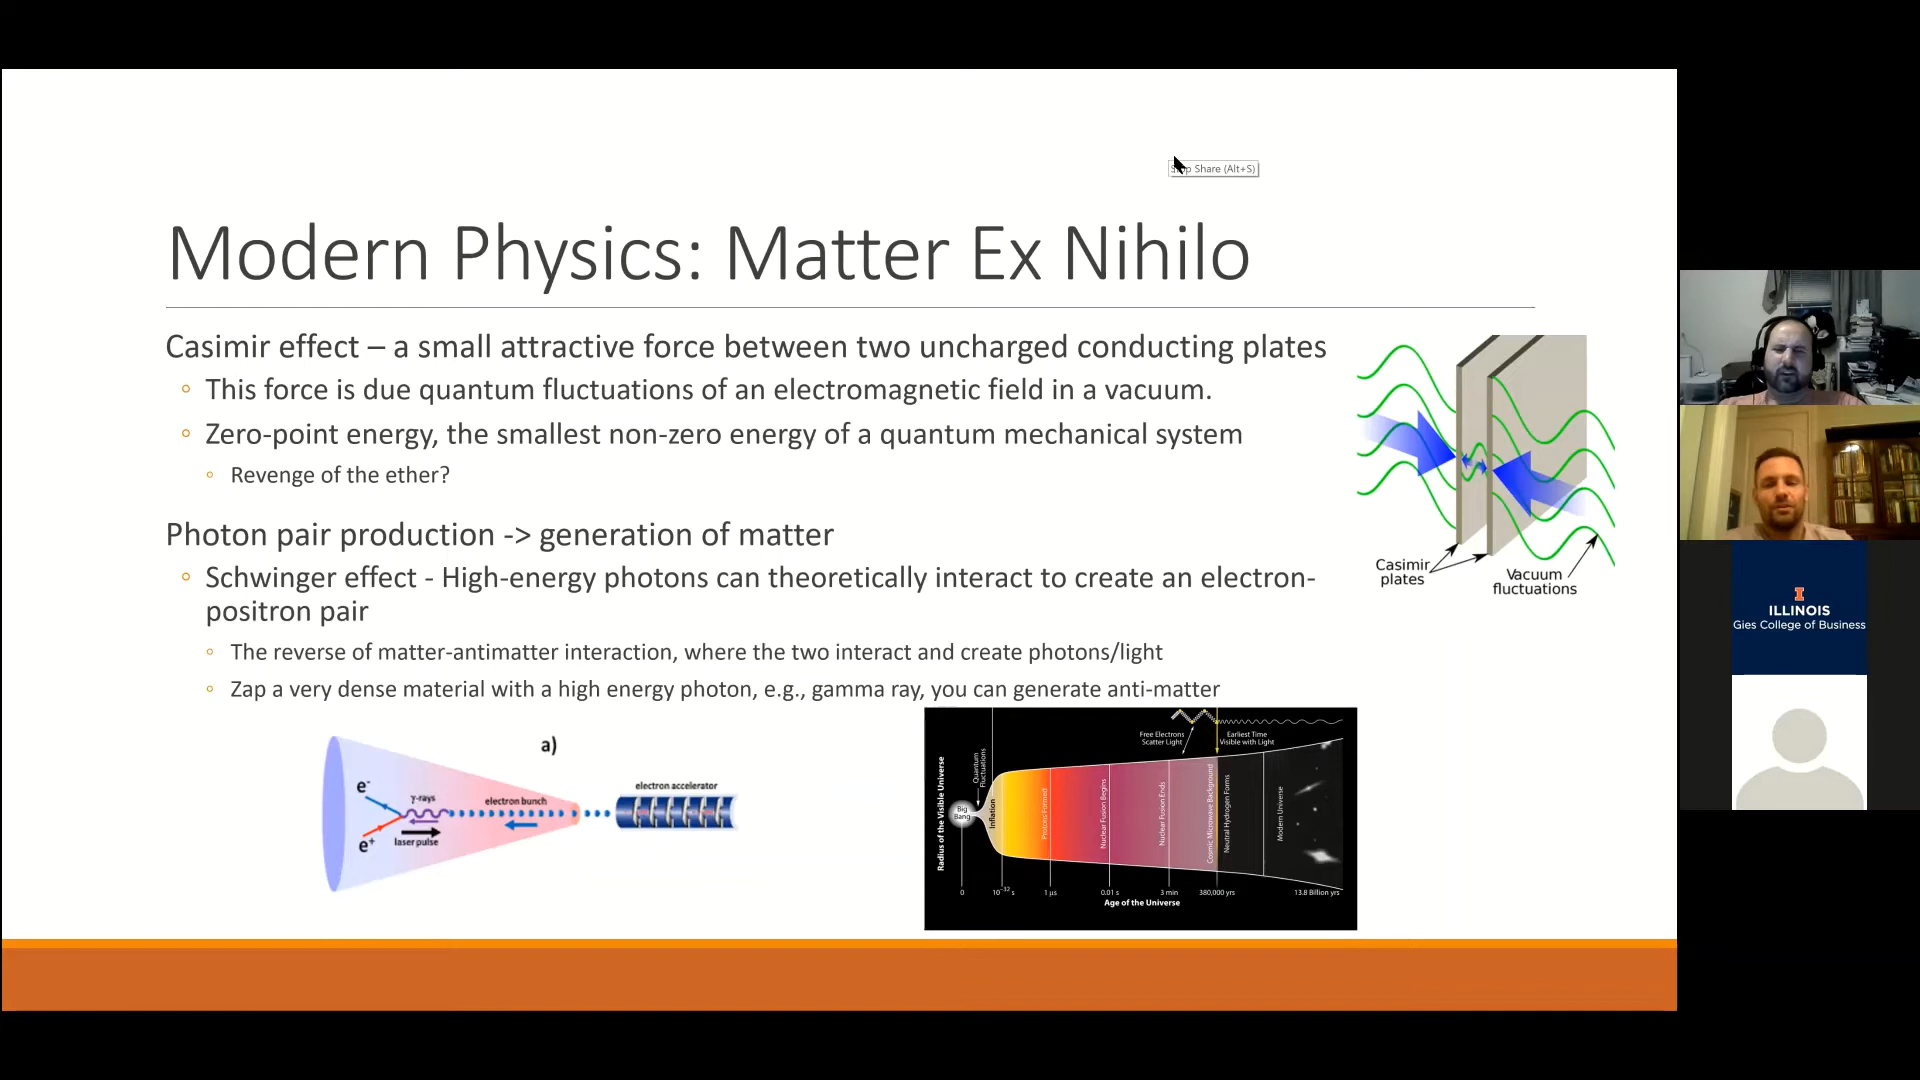 Stop Share (Alt+S)
Modern Physics: Matter Ex Nihilo
Casimir effect – a small attractive force between two uncharged conducting plates
This force is due quantum fluctuations of an electromagnetic field in a vacuum.
Zero-point energy, the smallest non-zero energy of a quantum mechanical system
Revenge of the ether?
Photon pair production -> generation of matter
Schwinger effect - High-energy photons can theoretically interact to create an electron-
positron pair
The reverse of matter-antimatter interaction, where the two interact and create photons/light
Zap a very dense material with a high energy photon, e.g., gamma ray, you can generate anti-matter
Casimir
plates
Vacuum
fluctuations
a)
e⁻
γ-rays
electron bunch
electron accelerator
e⁺
laser pulse
Free Electrons
Scatter Light
Earliest Time
Visible with Light
Radius of the Visible Universe
Quantum
Fluctuations
Big
Bang
Inflation
Protons Formed
Nuclear Fusion Begins
Nuclear Fusion Ends
Cosmic Microwave Background
Neutral Hydrogen Forms
Modern Universe
0
10⁻³² s
1 µs
0.01 s
3 min
380,000 yrs
13.8 Billion yrs
Age of the Universe
I
ILLINOIS
Gies College of Business